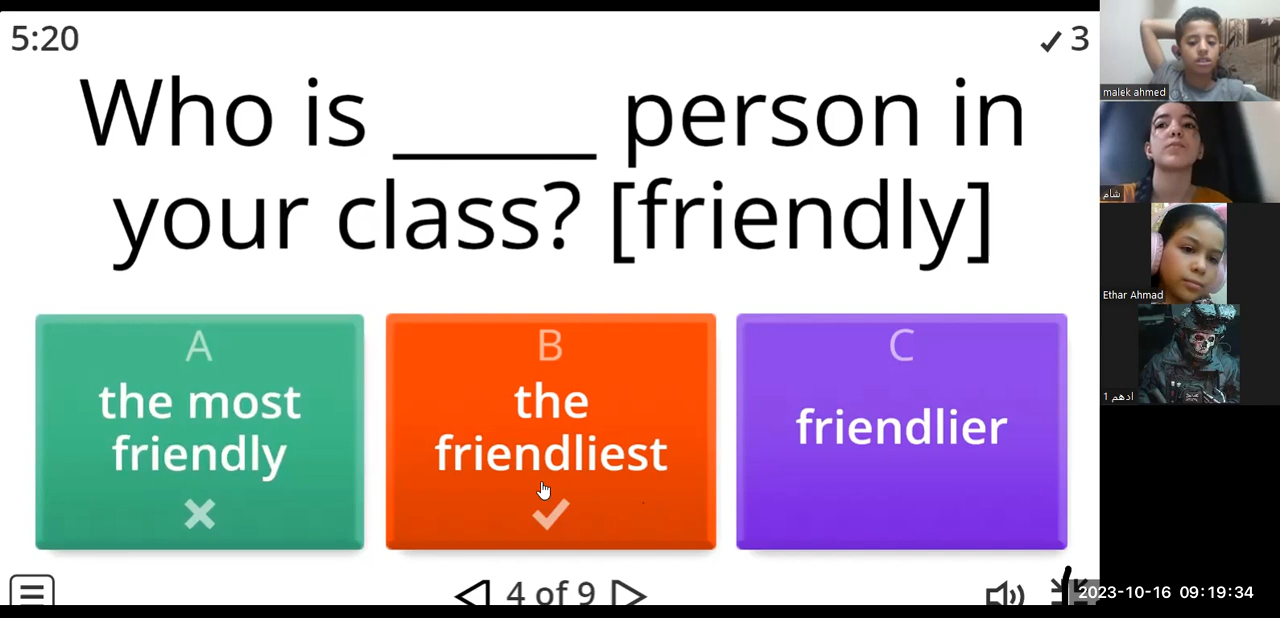 5:20
✓ 3
Who is _____ person in
your class? [friendly]
A
the most
friendly
B
the
friendliest
C
friendlier
4 of 9
malek ahmed
شام
Ethar Ahmad
ادهم 1
2023-10-16 09:19:34